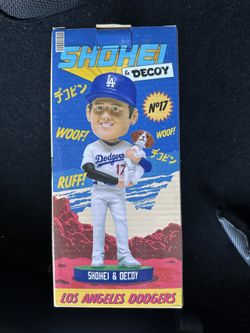 SHOHEI
& DECOY
デコピン
LA
Nº17
WOOF!
WOOF!
デコピン
Dodgers
17
RUFF!
SHOHEI & DECOY
LOS ANGELES DODGERS